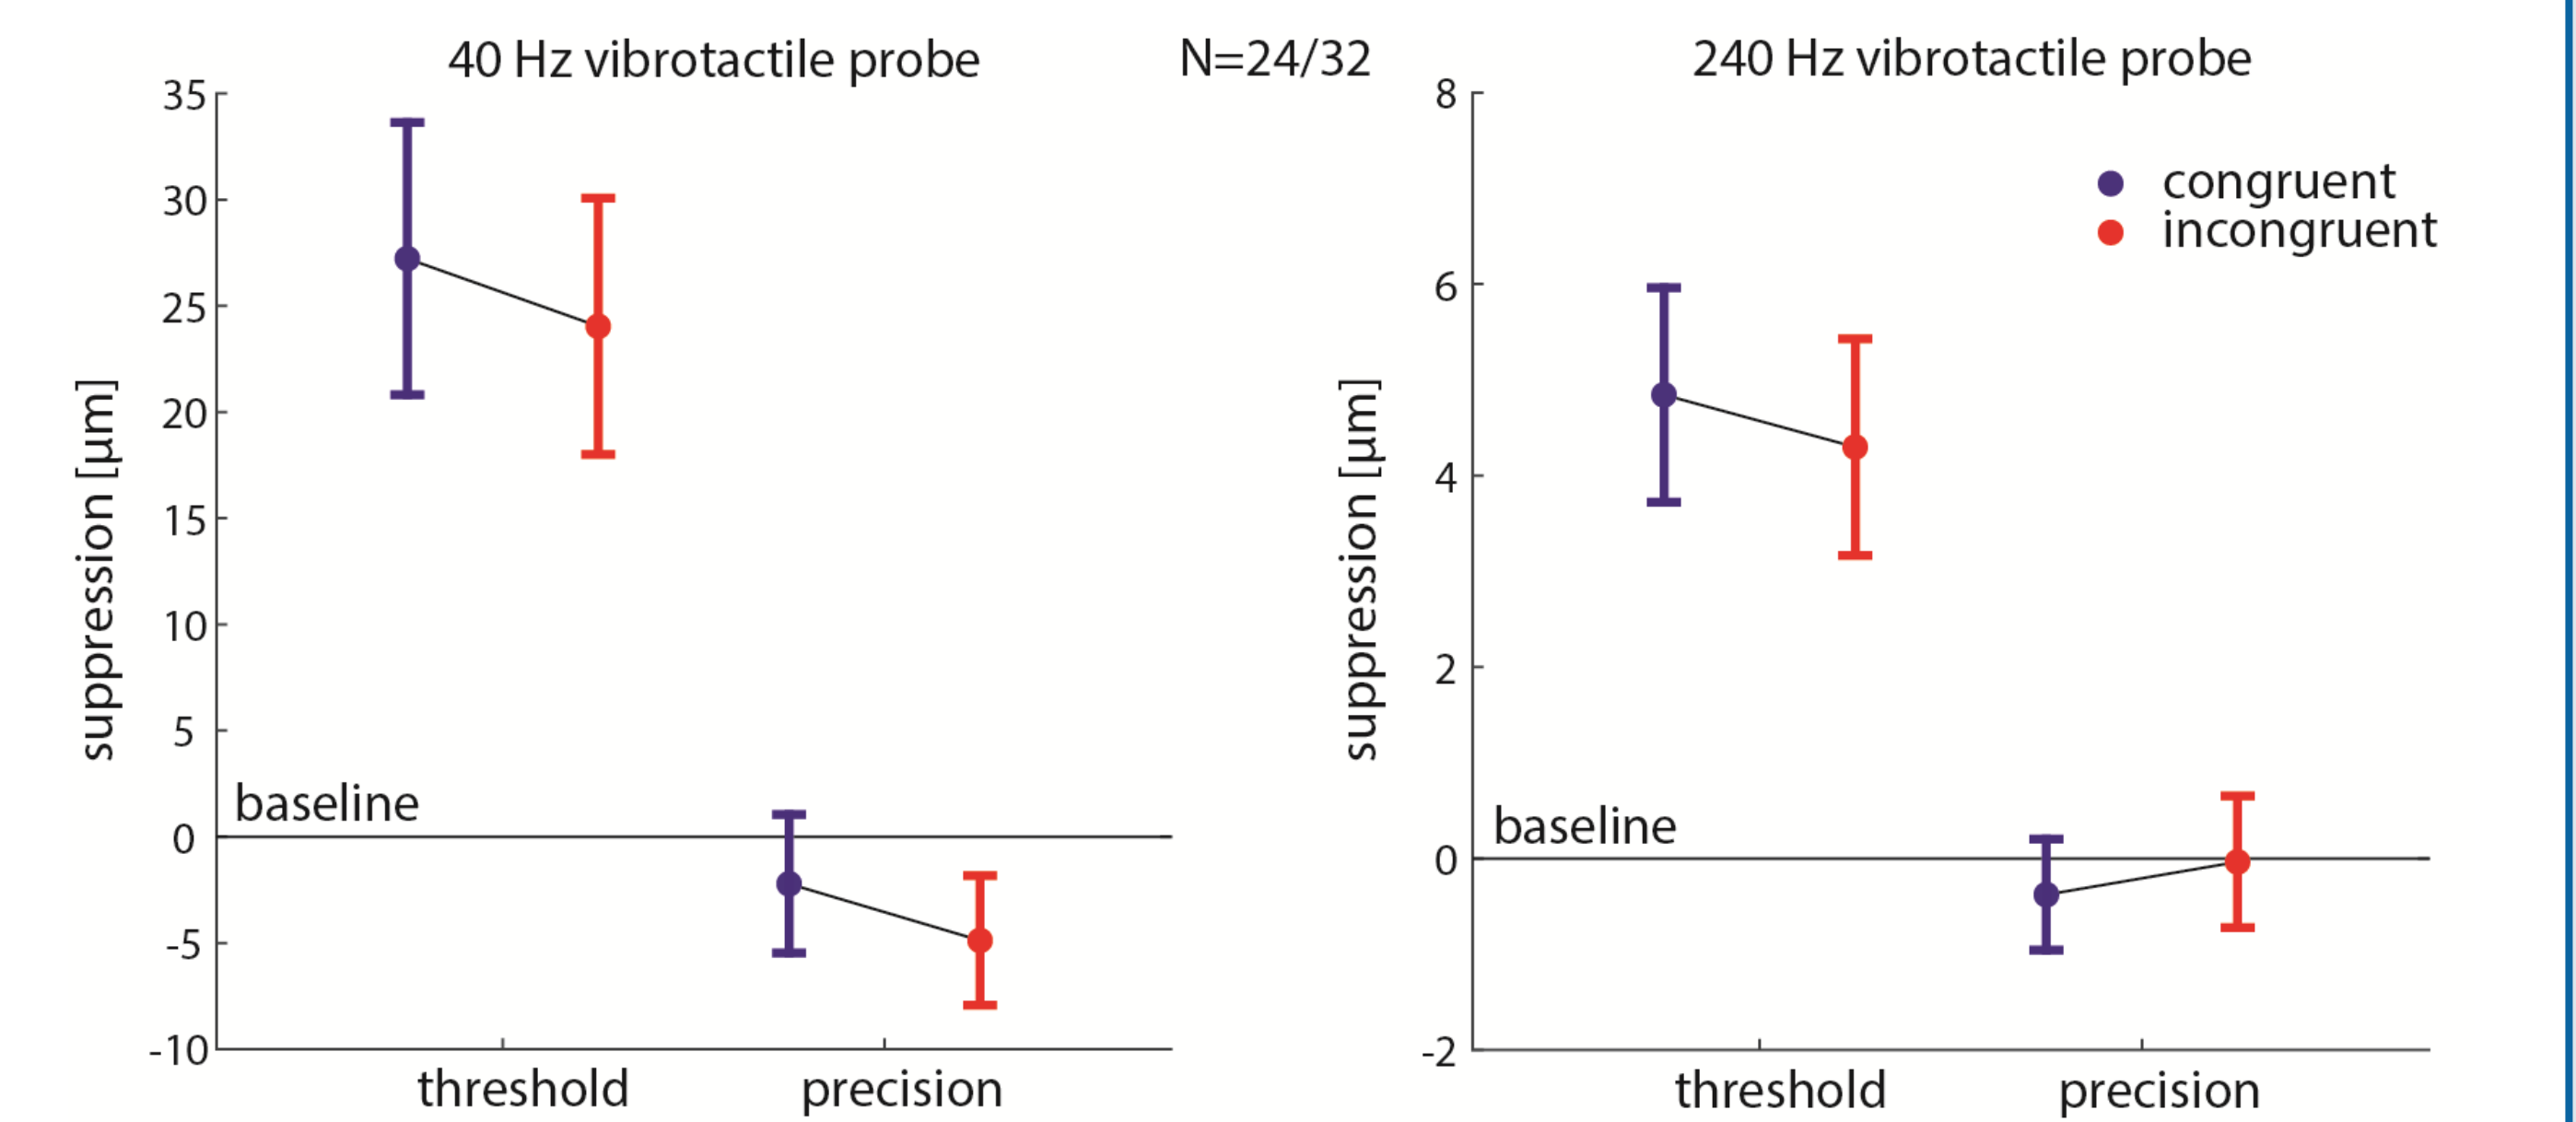 40 Hz vibrotactile probe
N=24/32
240 Hz vibrotactile probe
suppression [µm]
35
30
25
20
15
10
5
0
-5
-10
baseline
threshold
precision
suppression [µm]
8
6
4
2
0
-2
congruent
incongruent
baseline
threshold
precision